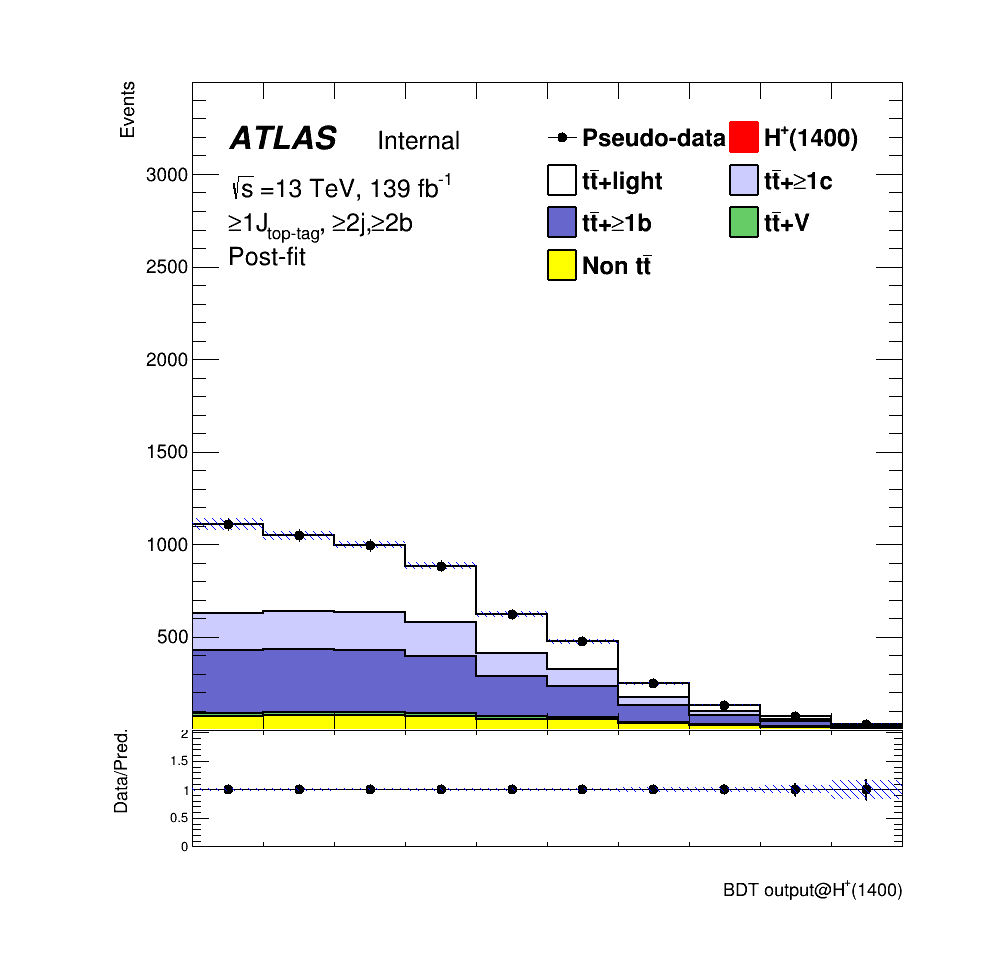 Events
ATLAS Internal
√s =13 TeV, 139 fb⁻¹
≥1J_top-tag, ≥2j,≥2b
Post-fit
Pseudo-data H⁺(1400)
tt̄+light tt̄+≥1c
tt̄+≥1b tt̄+V
Non tt̄
3000
2500
2000
1500
1000
500
Data/Pred.
2
1.5
1
0.5
0
BDT output@H⁺(1400)